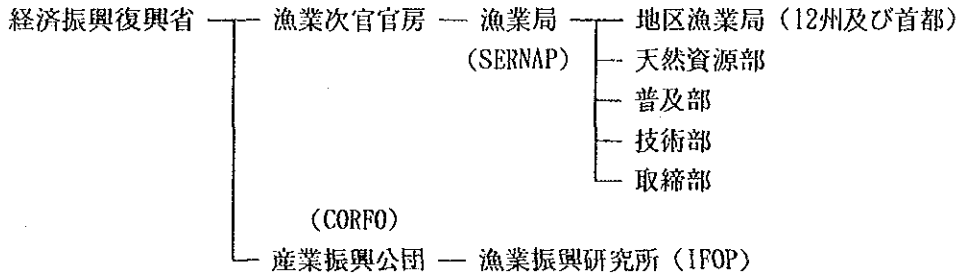 経済振興復興省 漁業次官官房 漁業局 地区漁業局（12州及び首都）
(SERNAP) 天然資源部
普及部
技術部
取締部
(CORFO)
産業振興公団 漁業振興研究所（IFOP）